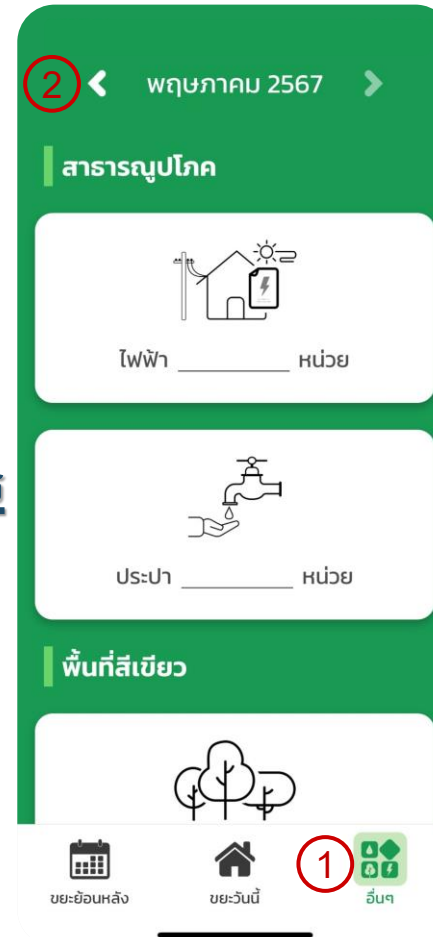 2 พฤษภาคม 2567
สาธารณูปโภค
ไฟฟ้า __________ หน่วย
ประปา __________ หน่วย
พื้นที่สีเขียว
1
ขยะย้อนหลัง ขยะวันนี้ อื่นๆ